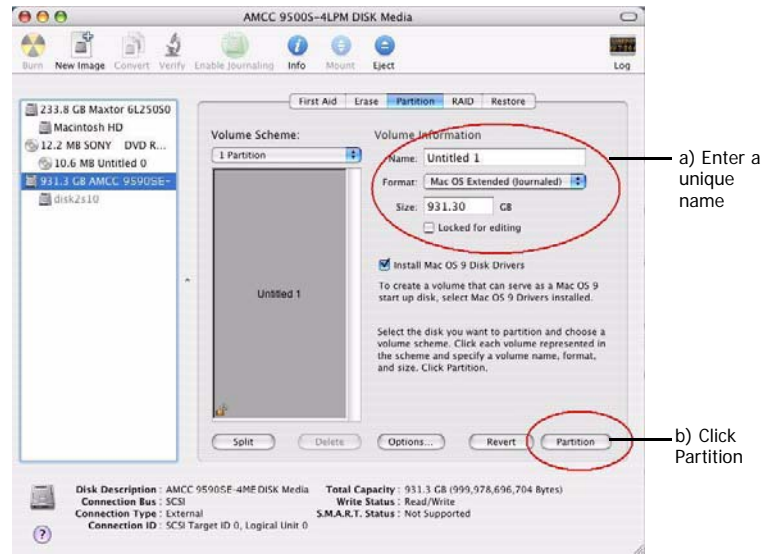 AMCC 9500S-4LPM DISK Media
Burn New Image Convert Verify Enable Journaling Info Mount Eject Log
First Aid Erase Partition RAID Restore
233.8 GB Maxtor 6L250S0
Macintosh HD
12.2 MB SONY DVD R...
10.6 MB Untitled 0
931.3 GB AMCC 9590SE-
disk2s10
Volume Scheme:
1 Partition
Untitled 1
Volume Information
Name: Untitled 1
Format: Mac OS Extended (Journaled)
Size: 931.30 GB
Locked for editing
Install Mac OS 9 Disk Drivers
To create a volume that can serve as a Mac OS 9
start up disk, select Mac OS 9 Drivers installed.
Select the disk you want to partition and choose a
volume scheme. Click each volume represented in
the scheme and specify a volume name, format,
and size. Click Partition.
Split Delete Options... Revert Partition
a) Enter a
unique
name
b) Click
Partition
Disk Description : AMCC 9590SE-4ME DISK Media
Connection Bus : SCSI
Connection Type : External
Connection ID : SCSI Target ID 0, Logical Unit 0
Total Capacity : 931.3 GB (999,978,696,704 Bytes)
Write Status : Read/Write
S.M.A.R.T. Status : Not Supported
?